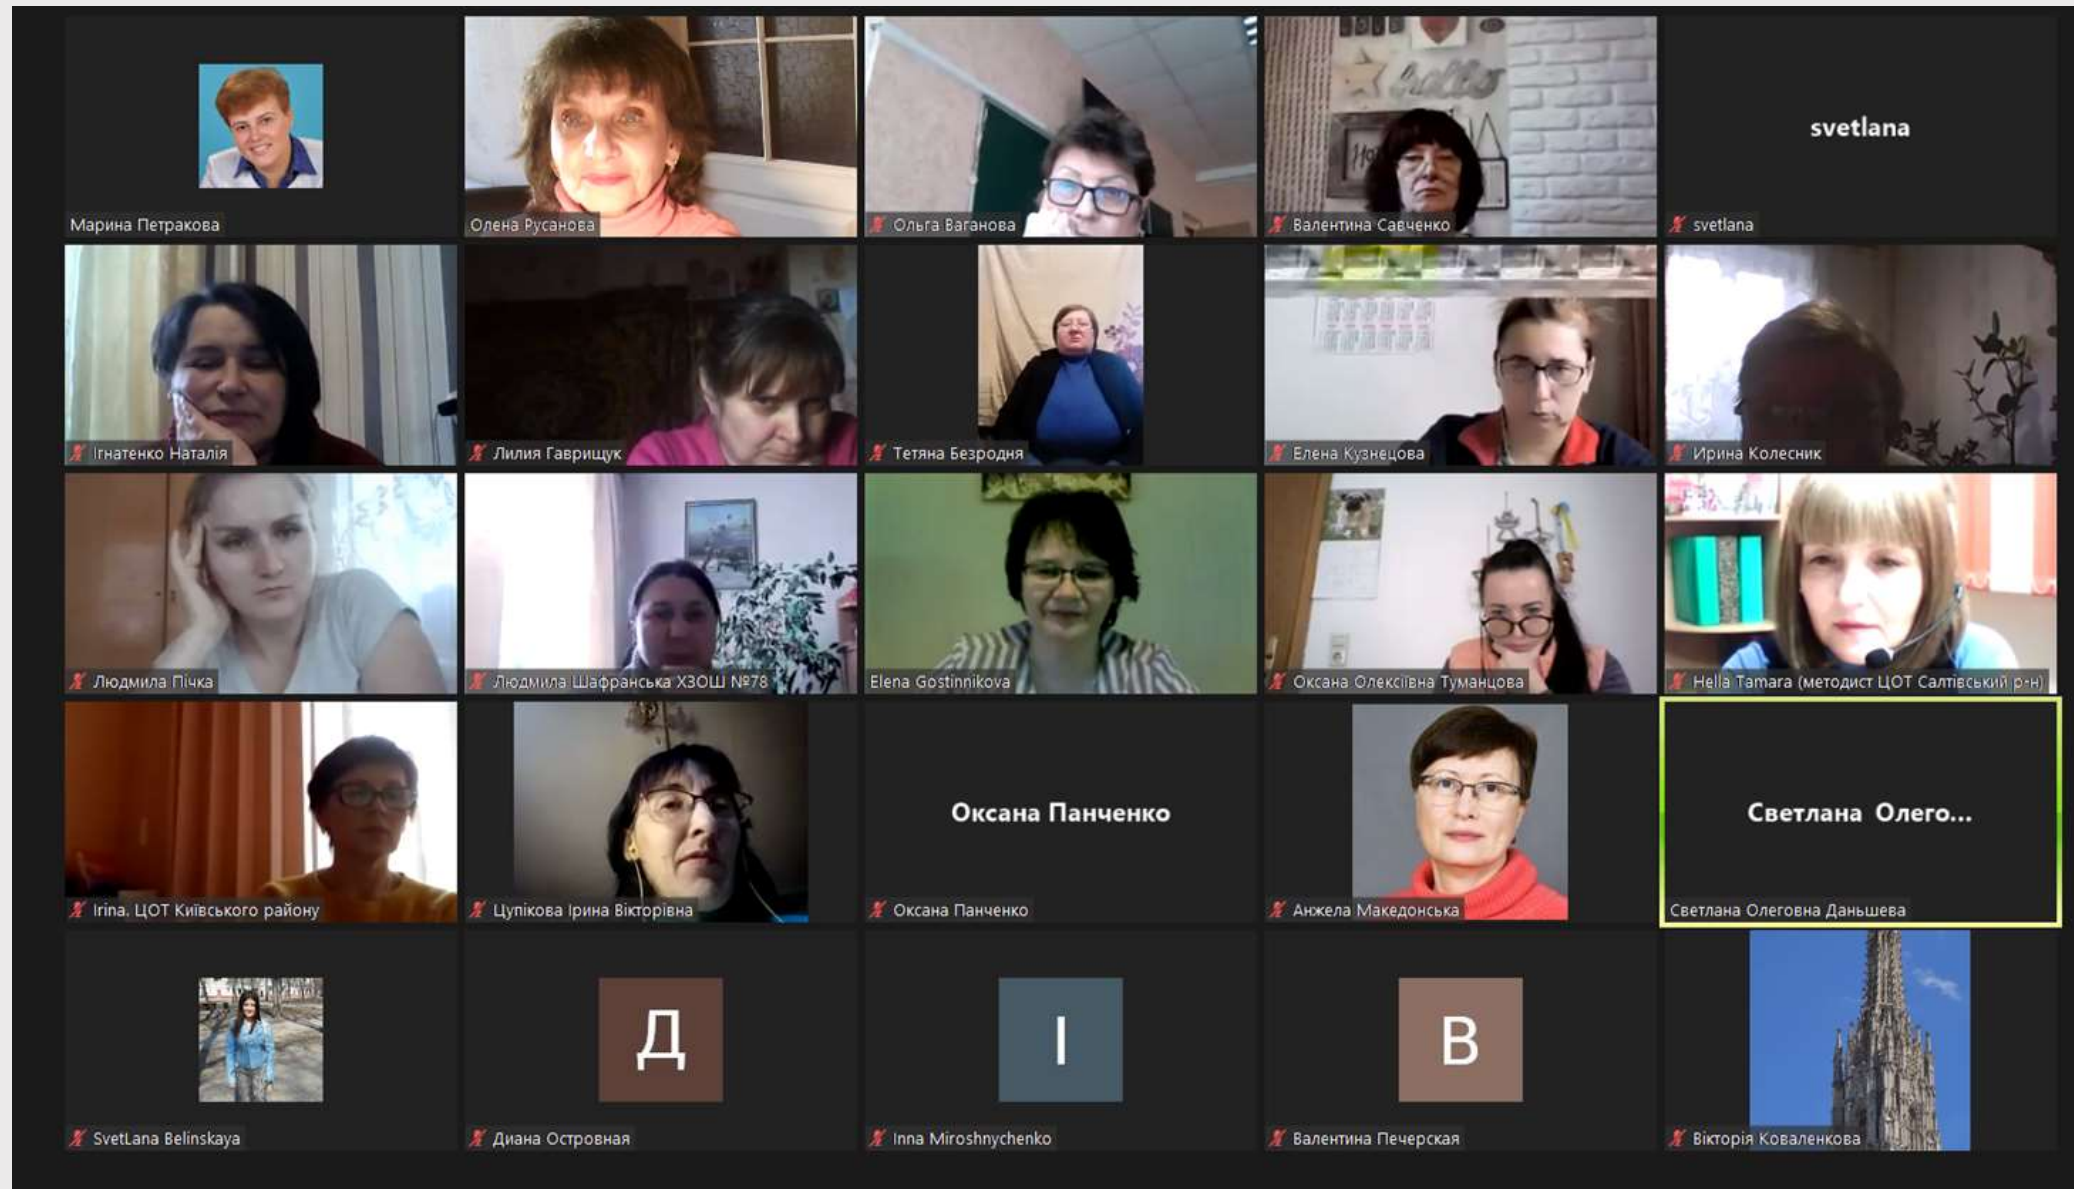 Марина Петракова
Олена Русанова
Ольга Ваганова
hello
Валентина Савченко
svetlana
svetlana
Ігнатенко Наталія
Лилия Гаврищук
Тетяна Безродня
Елена Кузнецова
Ирина Колесник
Людмила Пічка
Людмила Шафранська ХЗОШ №78
Elena Gostinnikova
Оксана Олексіївна Туманцова
Hella Tamara (методист ЦОТ Салтівський р-н)
Irina. ЦОТ Київського району
Цупікова Ірина Вікторівна
Оксана Панченко
Оксана Панченко
Анжела Македонська
Светлана Олего...
Светлана Олеговна Даньшева
SvetLana Belinskaya
Д
Диана Островная
І
Inna Miroshnychenko
В
Валентина Печерская
Вікторія Коваленкова